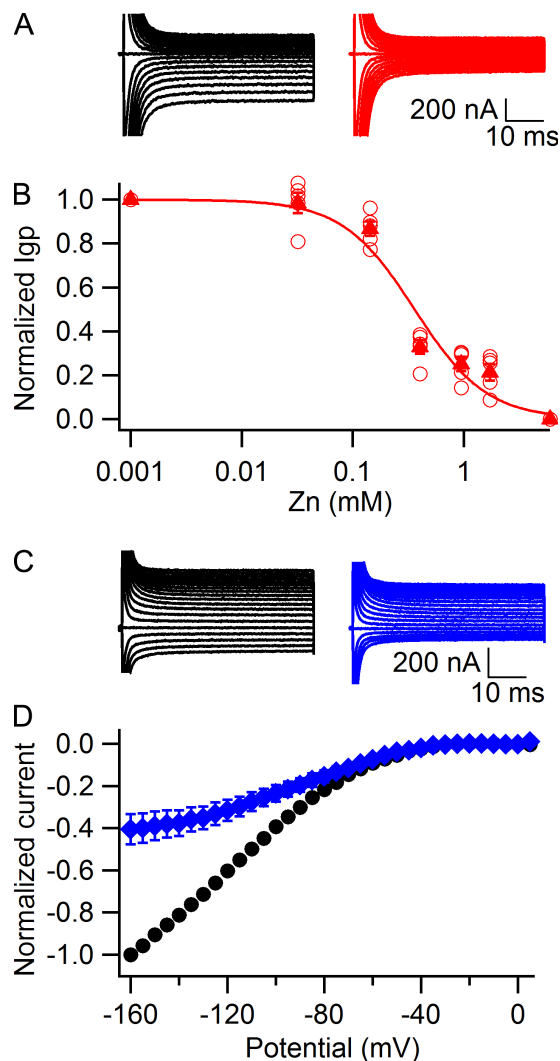 A
200 nA
10 ms
B
Normalized Igp
1.0
0.8
0.6
0.4
0.2
0.0
0.001
0.01
0.1
1
Zn (mM)
C
200 nA
10 ms
D
Normalized current
0.0
-0.2
-0.4
-0.6
-0.8
-1.0
-160
-120
-80
-40
0
Potential (mV)